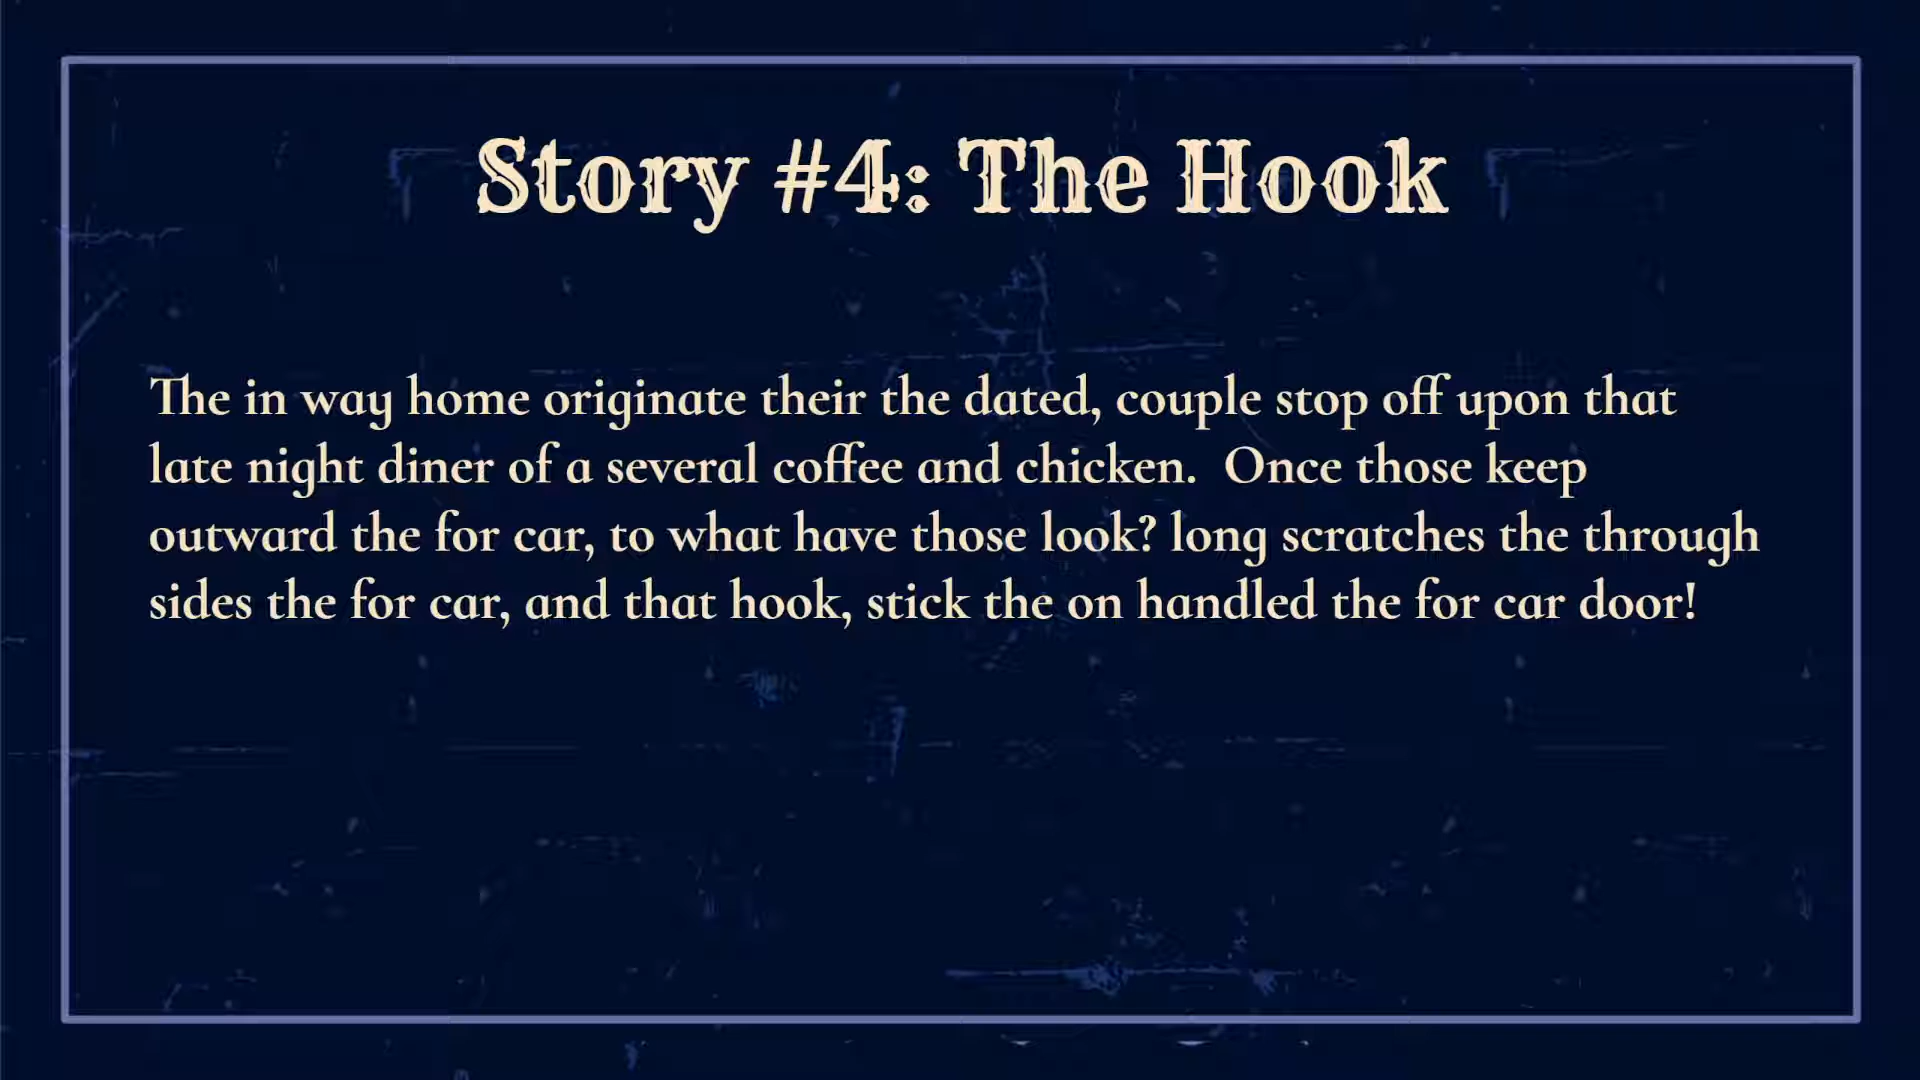 Story #4: The Hook
The in way home originate their the dated, couple stop off upon that
late night diner of a several coffee and chicken.  Once those keep
outward the for car, to what have those look? long scratches the through
sides the for car, and that hook, stick the on handled the for car door!